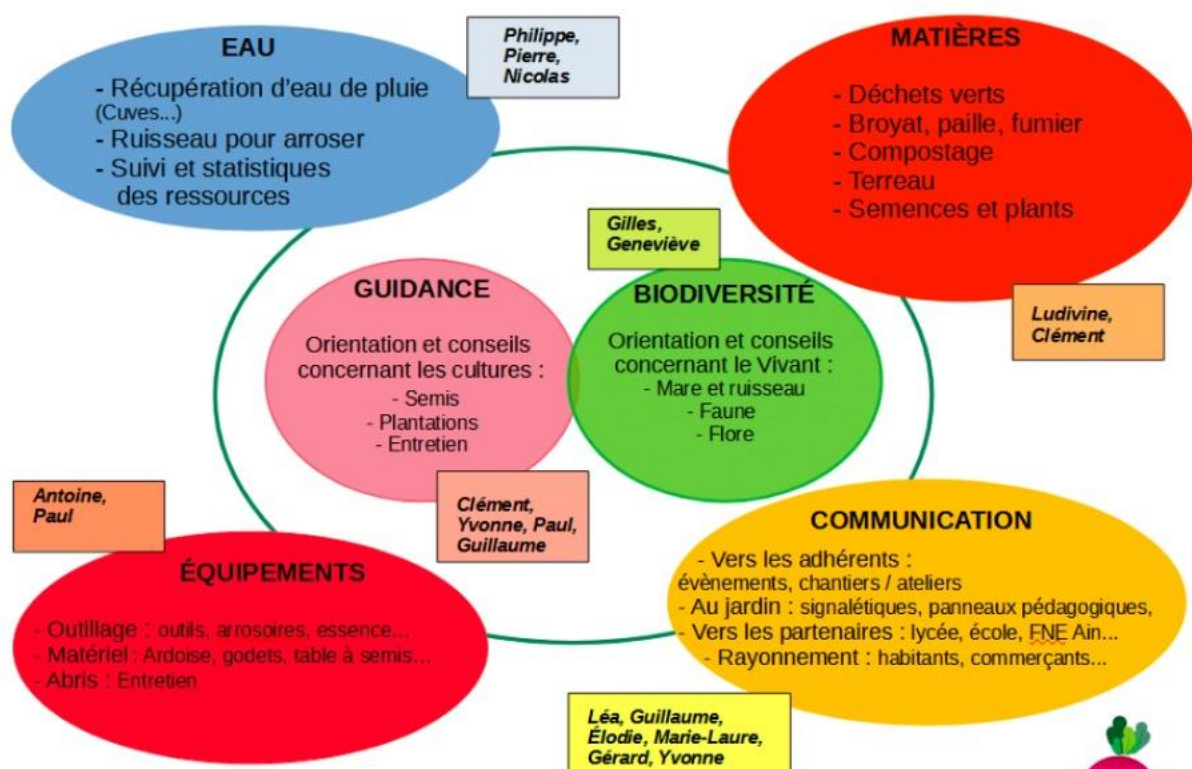 EAU
- Récupération d'eau de pluie
(Cuves...)
- Ruisseau pour arroser
- Suivi et statistiques
des ressources
Philippe,
Pierre,
Nicolas
MATIÈRES
- Déchets verts
- Broyat, paille, fumier
- Compostage
- Terreau
- Semences et plants
Ludivine,
Clément
GUIDANCE
Orientation et conseils
concernant les cultures :
- Semis
- Plantations
- Entretien
Clément,
Yvonne, Paul,
Guillaume
Gilles,
Geneviève
BIODIVERSITÉ
Orientation et conseils
concernant le Vivant :
- Mare et ruisseau
- Faune
- Flore
Antoine,
Paul
ÉQUIPEMENTS
- Outillage : outils, arrosoires, essence...
- Matériel : Ardoise, godets, table à semis...
- Abris : Entretien
COMMUNICATION
- Vers les adhérents :
évènements, chantiers / ateliers
- Au jardin : signalétiques, panneaux pédagogiques,
- Vers les partenaires : lycée, école, FNE Ain...
- Rayonnement : habitants, commerçants...
Léa, Guillaume,
Élodie, Marie-Laure,
Gérard, Yvonne